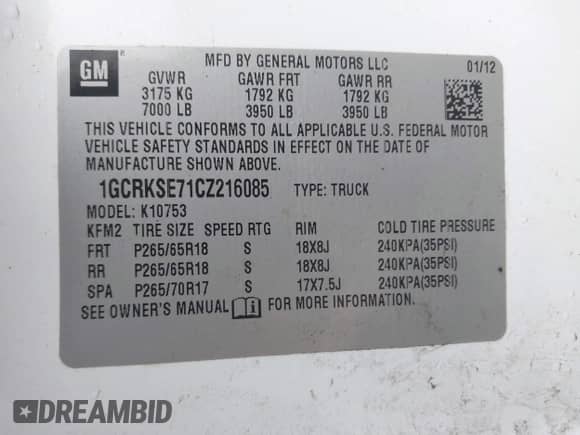 GM
MFD BY GENERAL MOTORS LLC 01/12
GVWR GAWR FRT GAWR RR
3175 KG 1792 KG 1792 KG
7000 LB 3950 LB 3950 LB
THIS VEHICLE CONFORMS TO ALL APPLICABLE U.S. FEDERAL MOTOR
VEHICLE SAFETY STANDARDS IN EFFECT ON THE DATE OF
MANUFACTURE SHOWN ABOVE.
1GCRKSE71CZ216085 TYPE: TRUCK
MODEL: K10753
KFM2 TIRE SIZE SPEED RTG RIM COLD TIRE PRESSURE
FRT P265/65R18 S 18X8J 240KPA(35PSI)
RR P265/65R18 S 18X8J 240KPA(35PSI)
SPA P265/70R17 S 17X7.5J 240KPA(35PSI)
SEE OWNER'S MANUAL FOR MORE INFORMATION.
DREAMBID